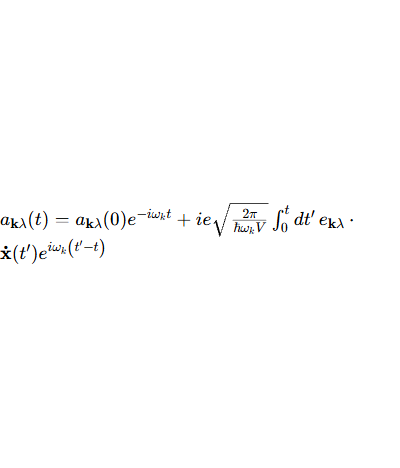 $a_{\mathbf{k}\lambda}(t) = a_{\mathbf{k}\lambda}(0)e^{-i\omega_k t} + ie\sqrt{\frac{2\pi}{\hbar\omega_k V}} \int_0^t dt' \, e_{\mathbf{k}\lambda} \cdot$
$\dot{\mathbf{x}}(t')e^{i\omega_k(t'-t)}$